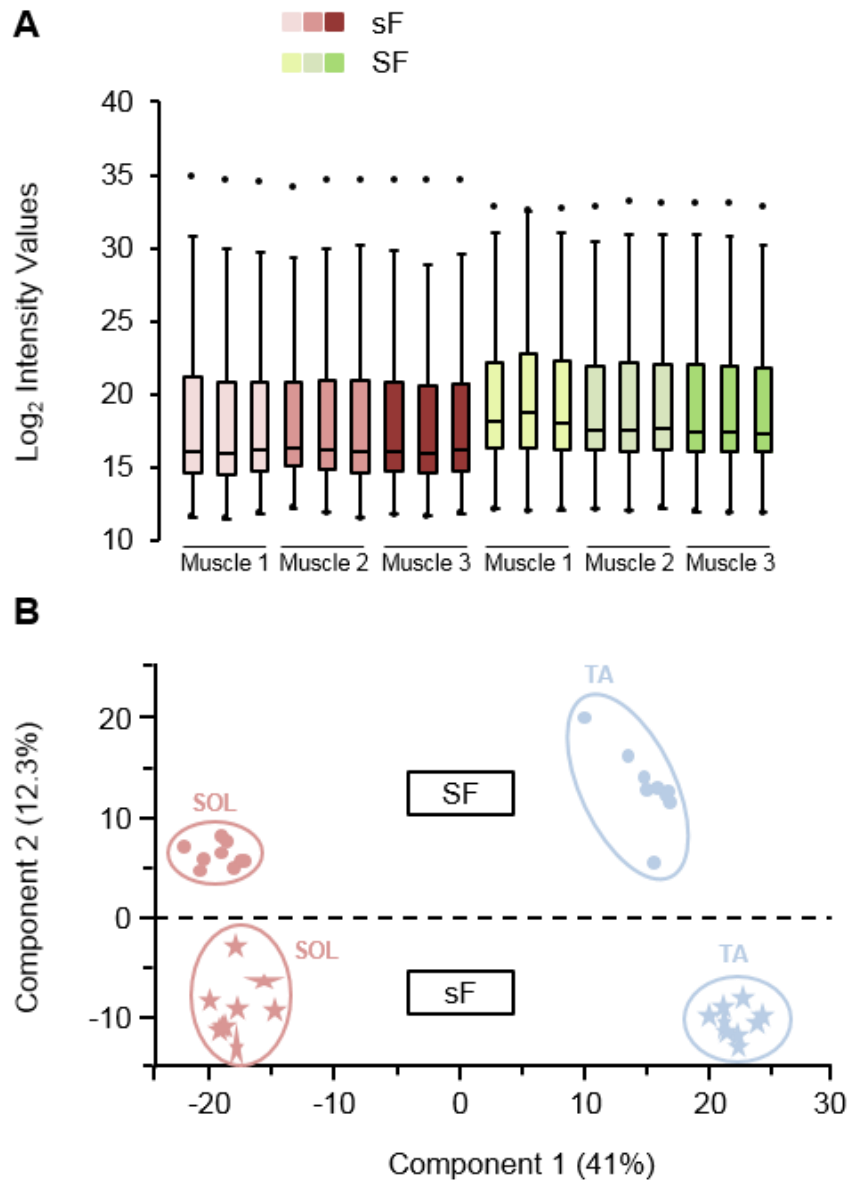 A
sF
SF
Log₂ Intensity Values
40
35
30
25
20
15
10
Muscle 1 Muscle 2 Muscle 3 Muscle 1 Muscle 2 Muscle 3
B
Component 2 (12.3%)
20
10
0
-10
TA
SF
SOL
SOL
sF
TA
-20 -10 0 10 20 30
Component 1 (41%)